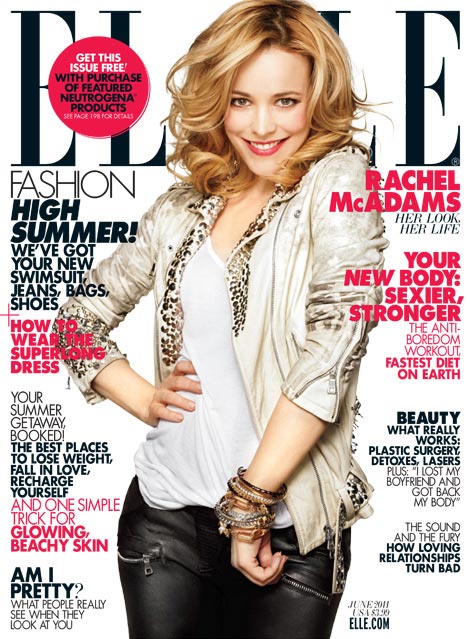 ELLE
®
GET THIS
ISSUE FREE*
WITH PURCHASE
OF FEATURED
NEUTROGENA®
PRODUCTS
SEE PAGE 198 FOR DETAILS
FASHION
HIGH
SUMMER!
WE'VE GOT
YOUR NEW
SWIMSUIT,
JEANS, BAGS,
SHOES
+
HOW TO
WEAR THE
SUPERLONG
DRESS
YOUR
SUMMER
GETAWAY,
BOOKED!
THE BEST PLACES
TO LOSE WEIGHT,
FALL IN LOVE,
RECHARGE
YOURSELF
AND ONE SIMPLE
TRICK FOR
GLOWING,
BEACHY SKIN
AM I
PRETTY?
WHAT PEOPLE REALLY
SEE WHEN THEY
LOOK AT YOU
RACHEL
McADAMS
HER LOOK,
HER LIFE
YOUR
NEW BODY:
SEXIER,
STRONGER
THE ANTI-
BOREDOM
WORKOUT,
FASTEST DIET
ON EARTH
BEAUTY
WHAT REALLY
WORKS:
PLASTIC SURGERY,
DETOXES, LASERS
PLUS: "I LOST MY
BOYFRIEND AND
GOT BACK
MY BODY"
THE SOUND
AND THE FURY
HOW LOVING
RELATIONSHIPS
TURN BAD
JUNE 2011
USA $3.99
ELLE.COM